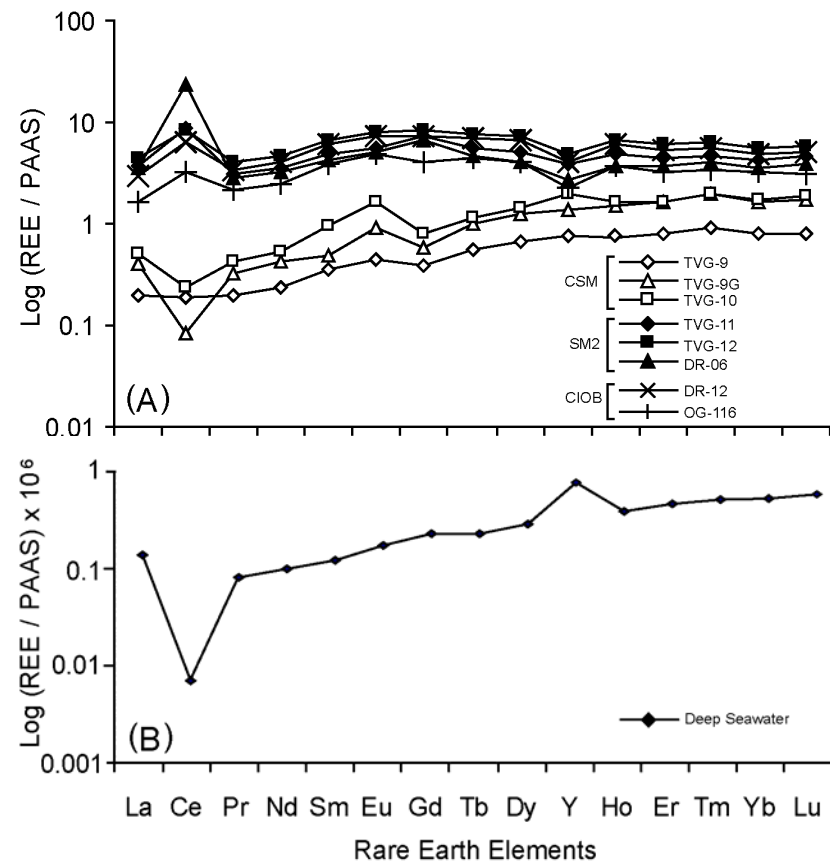 100
10
1
0.1
0.01
Log (REE / PAAS)
(A)
CSM
TVG-9
TVG-9G
TVG-10
SM2
TVG-11
TVG-12
DR-06
CIOB
DR-12
OG-116
1
0.1
0.01
0.001
Log (REE / PAAS) x 10⁶
(B)
Deep Seawater
La Ce Pr Nd Sm Eu Gd Tb Dy Y Ho Er Tm Yb Lu
Rare Earth Elements